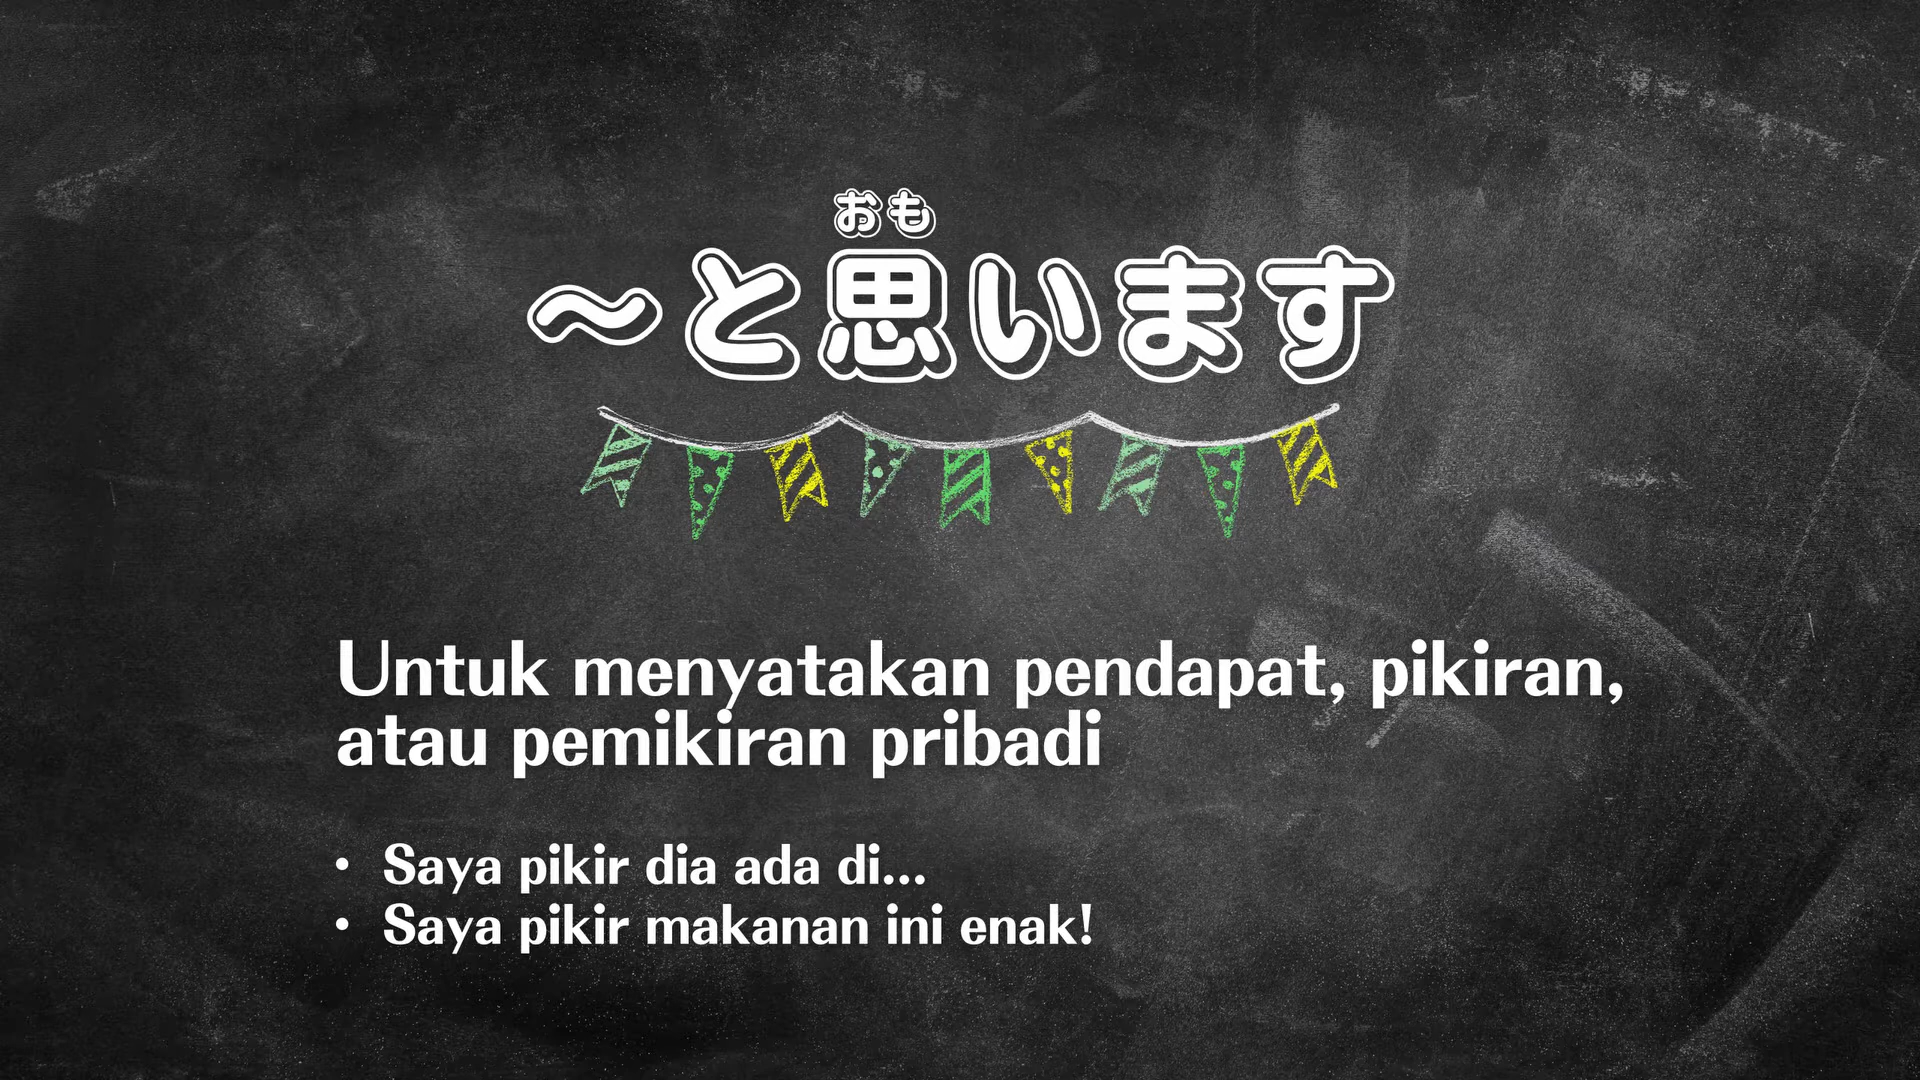 おも
～と思います
Untuk menyatakan pendapat, pikiran,
atau pemikiran pribadi
• Saya pikir dia ada di...
• Saya pikir makanan ini enak!